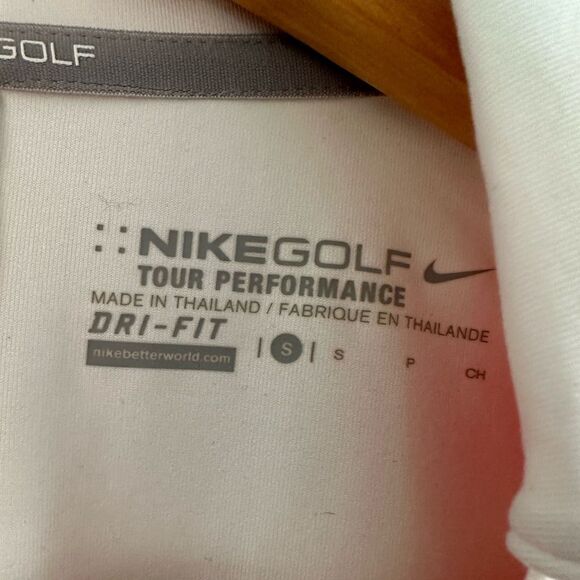 GOLF
NIKEGOLF
TOUR PERFORMANCE
MADE IN THAILAND / FABRIQUE EN THAILANDE
DRI-FIT
nikebetterworld.com | S | S P CH